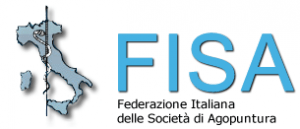 FISA
Federazione Italiana
delle Società di Agopuntura